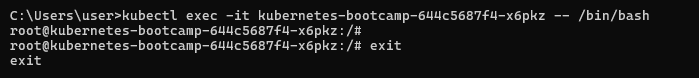 C:\Users\user>kubectl exec -it kubernetes-bootcamp-644c5687f4-x6pkz -- /bin/bash
root@kubernetes-bootcamp-644c5687f4-x6pkz:/#
root@kubernetes-bootcamp-644c5687f4-x6pkz:/# exit
exit